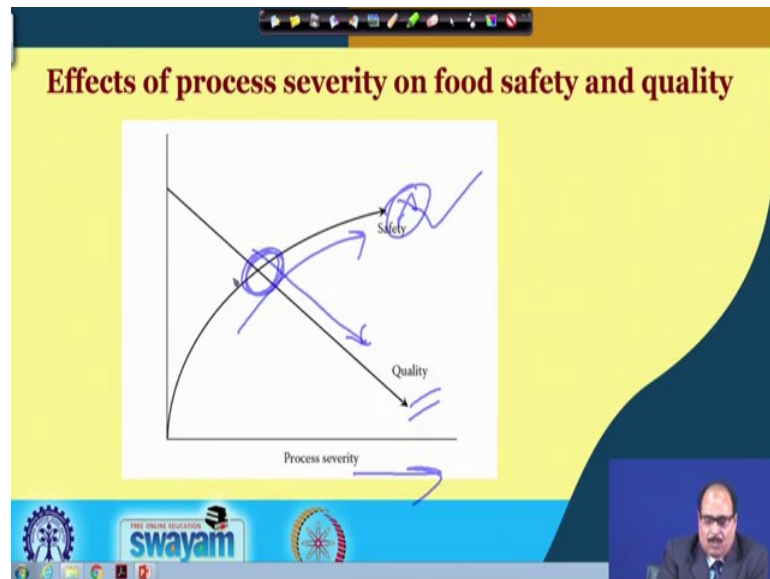 Effects of process severity on food safety and quality
Safety
Quality
Process severity
FREE ONLINE EDUCATION
swayam